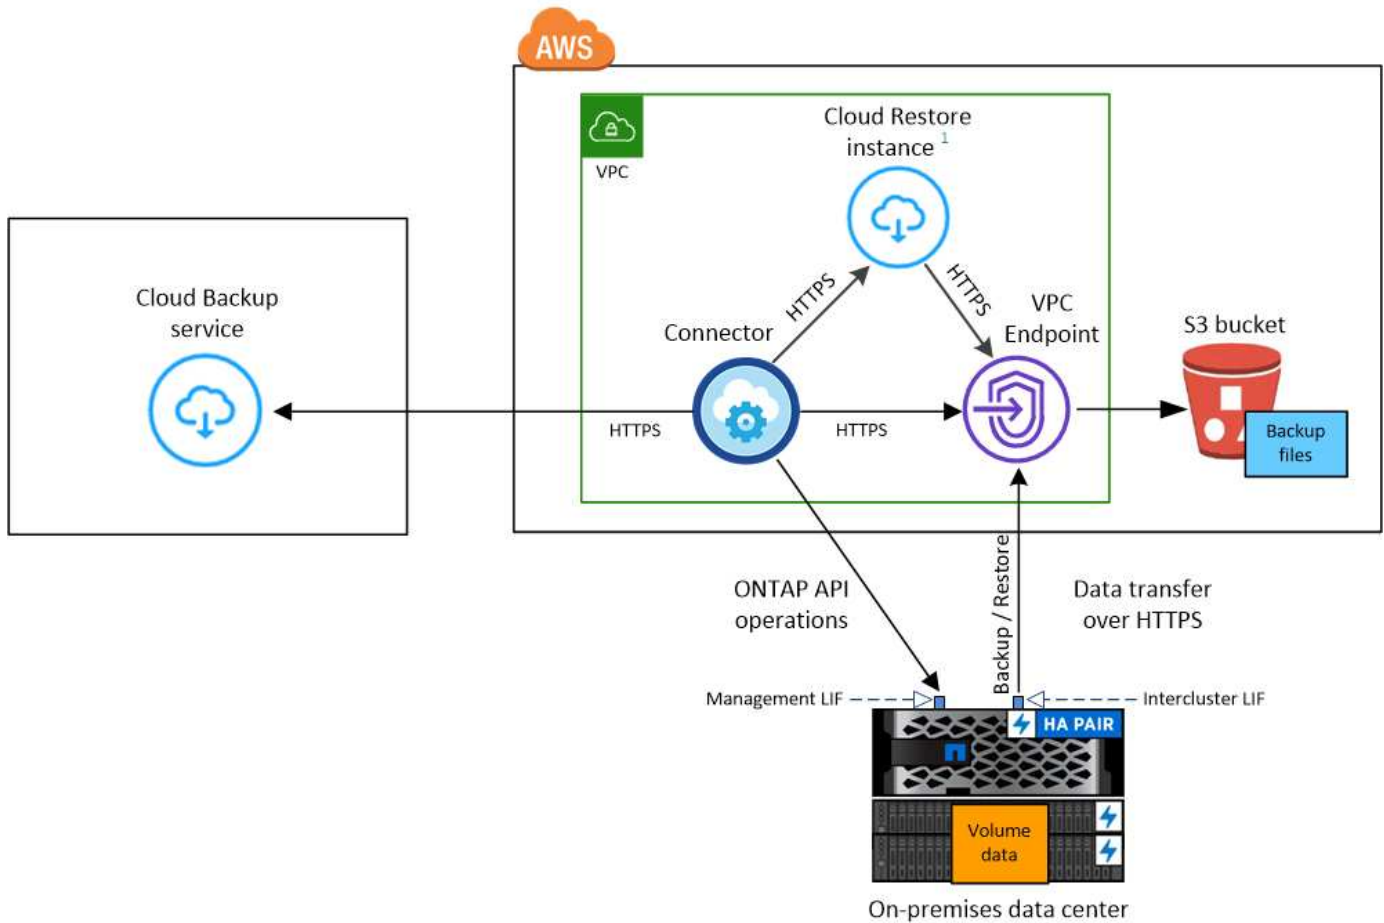 AWS
Cloud Restore
instance 1
VPC
HTTPS
HTTPS
VPC
Endpoint
Connector
S3 bucket
Cloud Backup
service
HTTPS
HTTPS
Backup
files
ONTAP API
operations
Backup / Restore
Data transfer
over HTTPS
Management LIF
Intercluster LIF
HA PAIR
Volume
data
On-premises data center